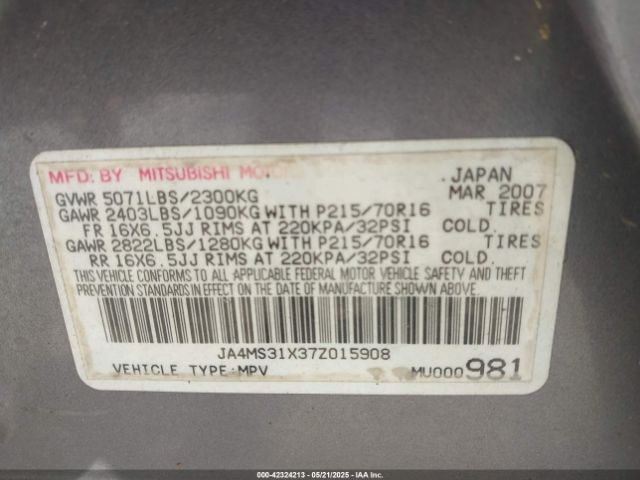 MFD. BY MITSUBISHI JAPAN
GVWR 5071LBS/2300KG MAR 2007
GAWR 2403LBS/1090KG WITH P215/70R16 TIRES
FR 16X6.5JJ RIMS AT 220KPA/32PSI COLD.
GAWR 2822LBS/1280KG WITH P215/70R16 TIRES
RR 16X6.5JJ RIMS AT 220KPA/32PSI COLD.
THIS VEHICLE CONFORMS TO ALL APPLICABLE FEDERAL MOTOR VEHICLE SAFETY AND THEFT
PREVENTION STANDARDS IN EFFECT ON THE DATE OF MANUFACTURE SHOWN ABOVE.
JA4MS31X37Z015908
VEHICLE TYPE:MPV MU000981
000-42324213 - 05/21/2025 - IAAI.COM